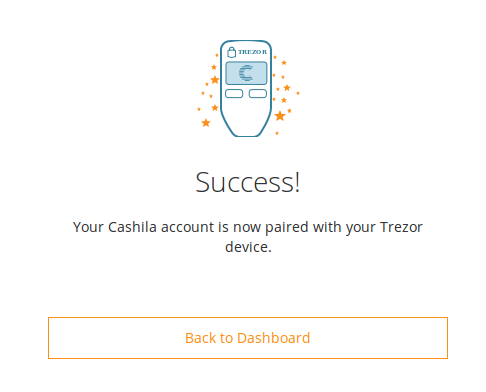 TREZOR
Success!
Your Cashila account is now paired with your Trezor
device.
Back to Dashboard